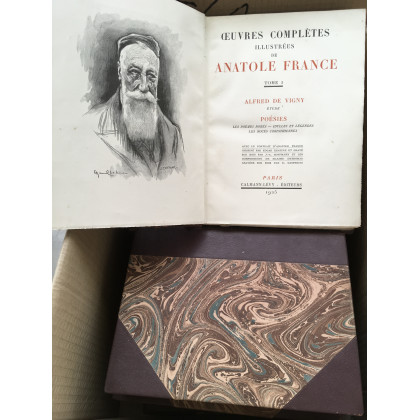 ŒUVRES COMPLÈTES
ILLUSTRÉES
DE
ANATOLE FRANCE
TOME I
ALFRED DE VIGNY
ÉTUDE
POÉSIES
LES POÈMES DORÉS — IDYLLES ET LÉGENDES
LES NOCES CORINTHIENNES
PARIS
CALMANN-LÉVY, ÉDITEURS
1925